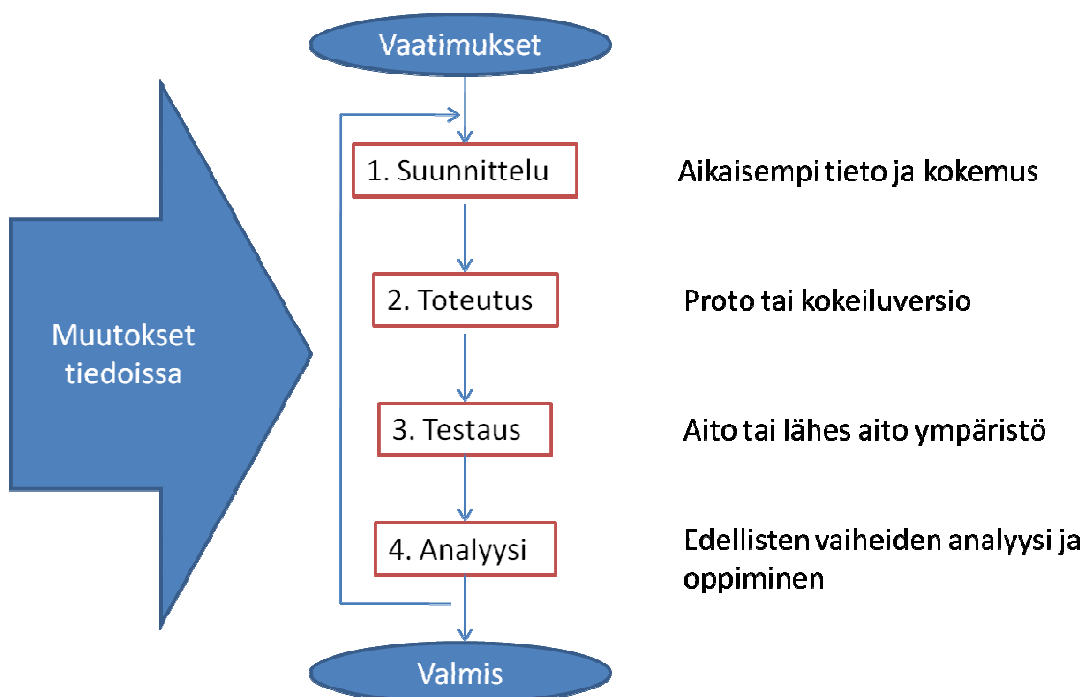 Vaatimukset
1. Suunnittelu
Aikaisempi tieto ja kokemus
2. Toteutus
Proto tai kokeiluversio
Muutokset
tiedoissa
3. Testaus
Aito tai lähes aito ympäristö
4. Analyysi
Edellisten vaiheiden analyysi ja
oppiminen
Valmis